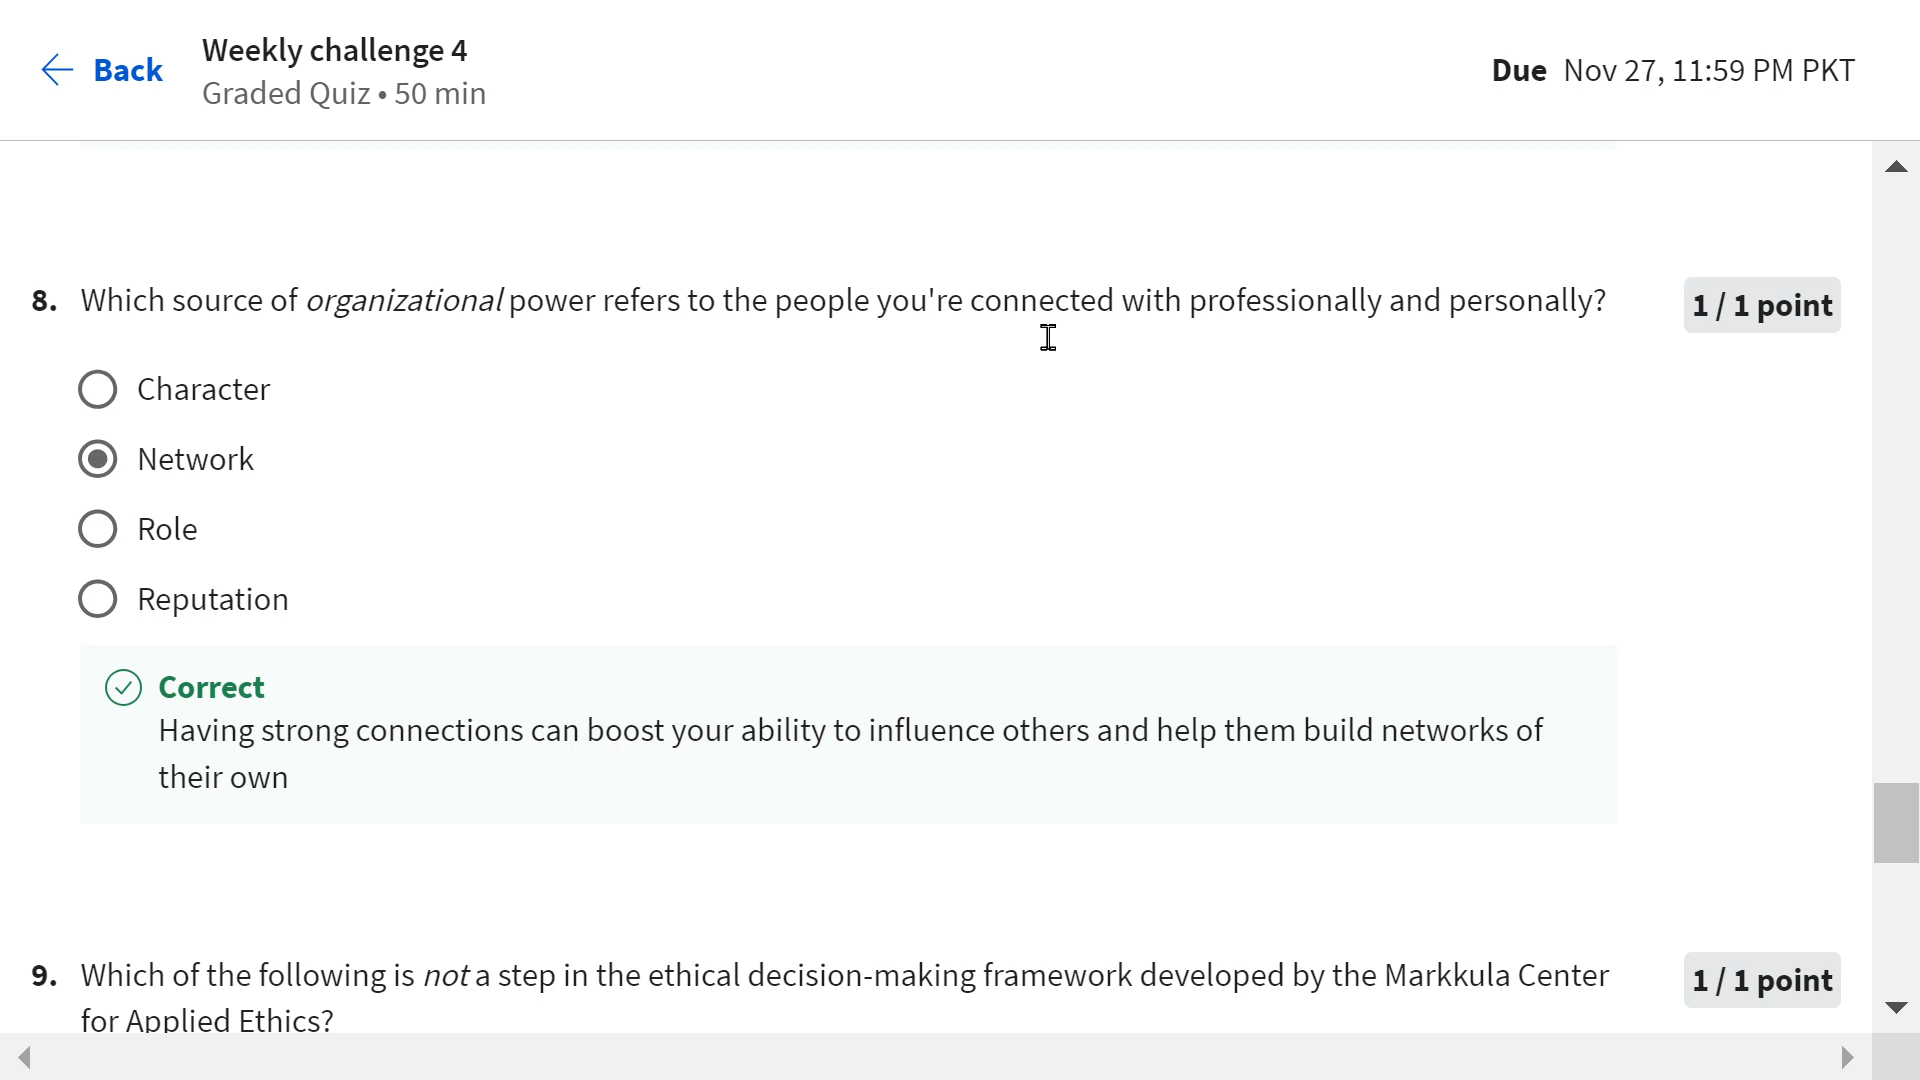 Back
Weekly challenge 4
Graded Quiz • 50 min
Due Nov 27, 11:59 PM PKT
8. Which source of organizational power refers to the people you're connected with professionally and personally?
1 / 1 point
Character
Network
Role
Reputation
Correct
Having strong connections can boost your ability to influence others and help them build networks of
their own
9. Which of the following is not a step in the ethical decision-making framework developed by the Markkula Center
for Applied Ethics?
1 / 1 point